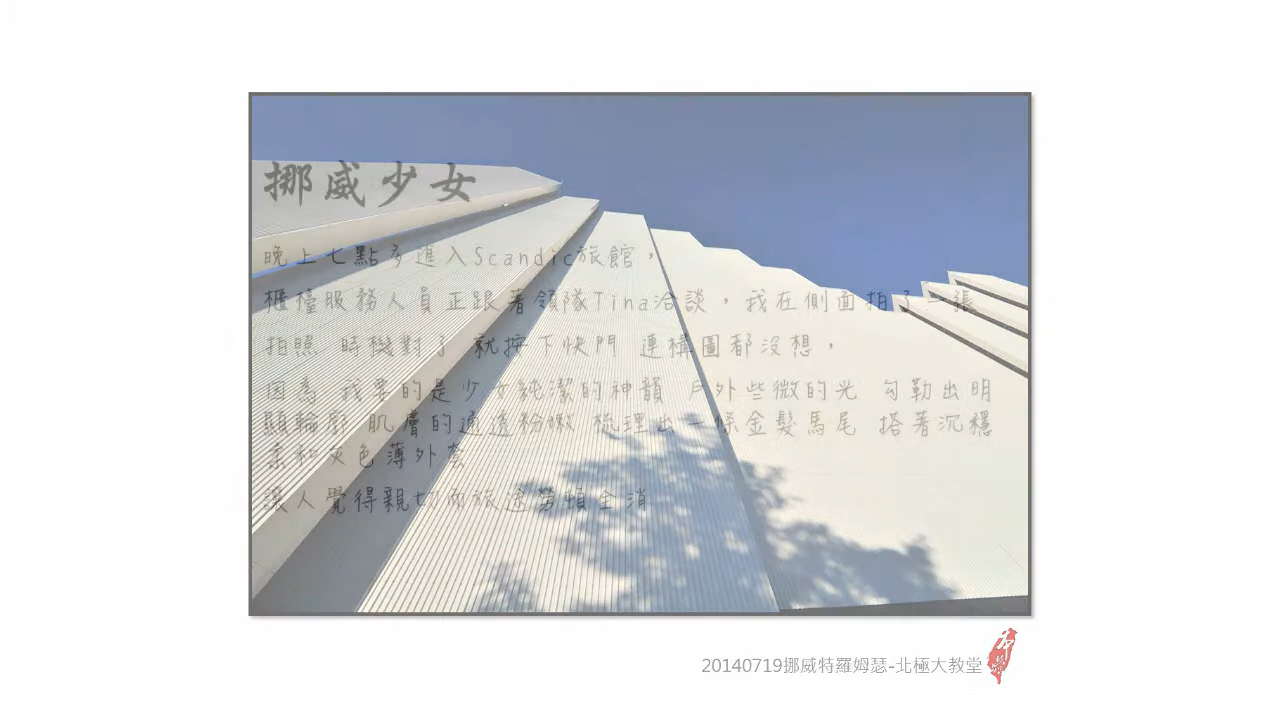 挪威少女
晚上七點多進入Scandic旅館，
櫃檯服務人員正跟著領隊Tina洽談，我在側面拍了一張
拍照 時機對了 就按下快門 連構圖都沒想，
因為 我要的是少女純潔的神韻 戶外些微的光 勾勒出明
顯輪廓 肌膚的通透粉嫩 梳理出一條金髮馬尾 搭著沉穩
柔和灰色薄外套
讓人覺得親切而旅途勞頓全消
20140719挪威特羅姆瑟-北極大教堂